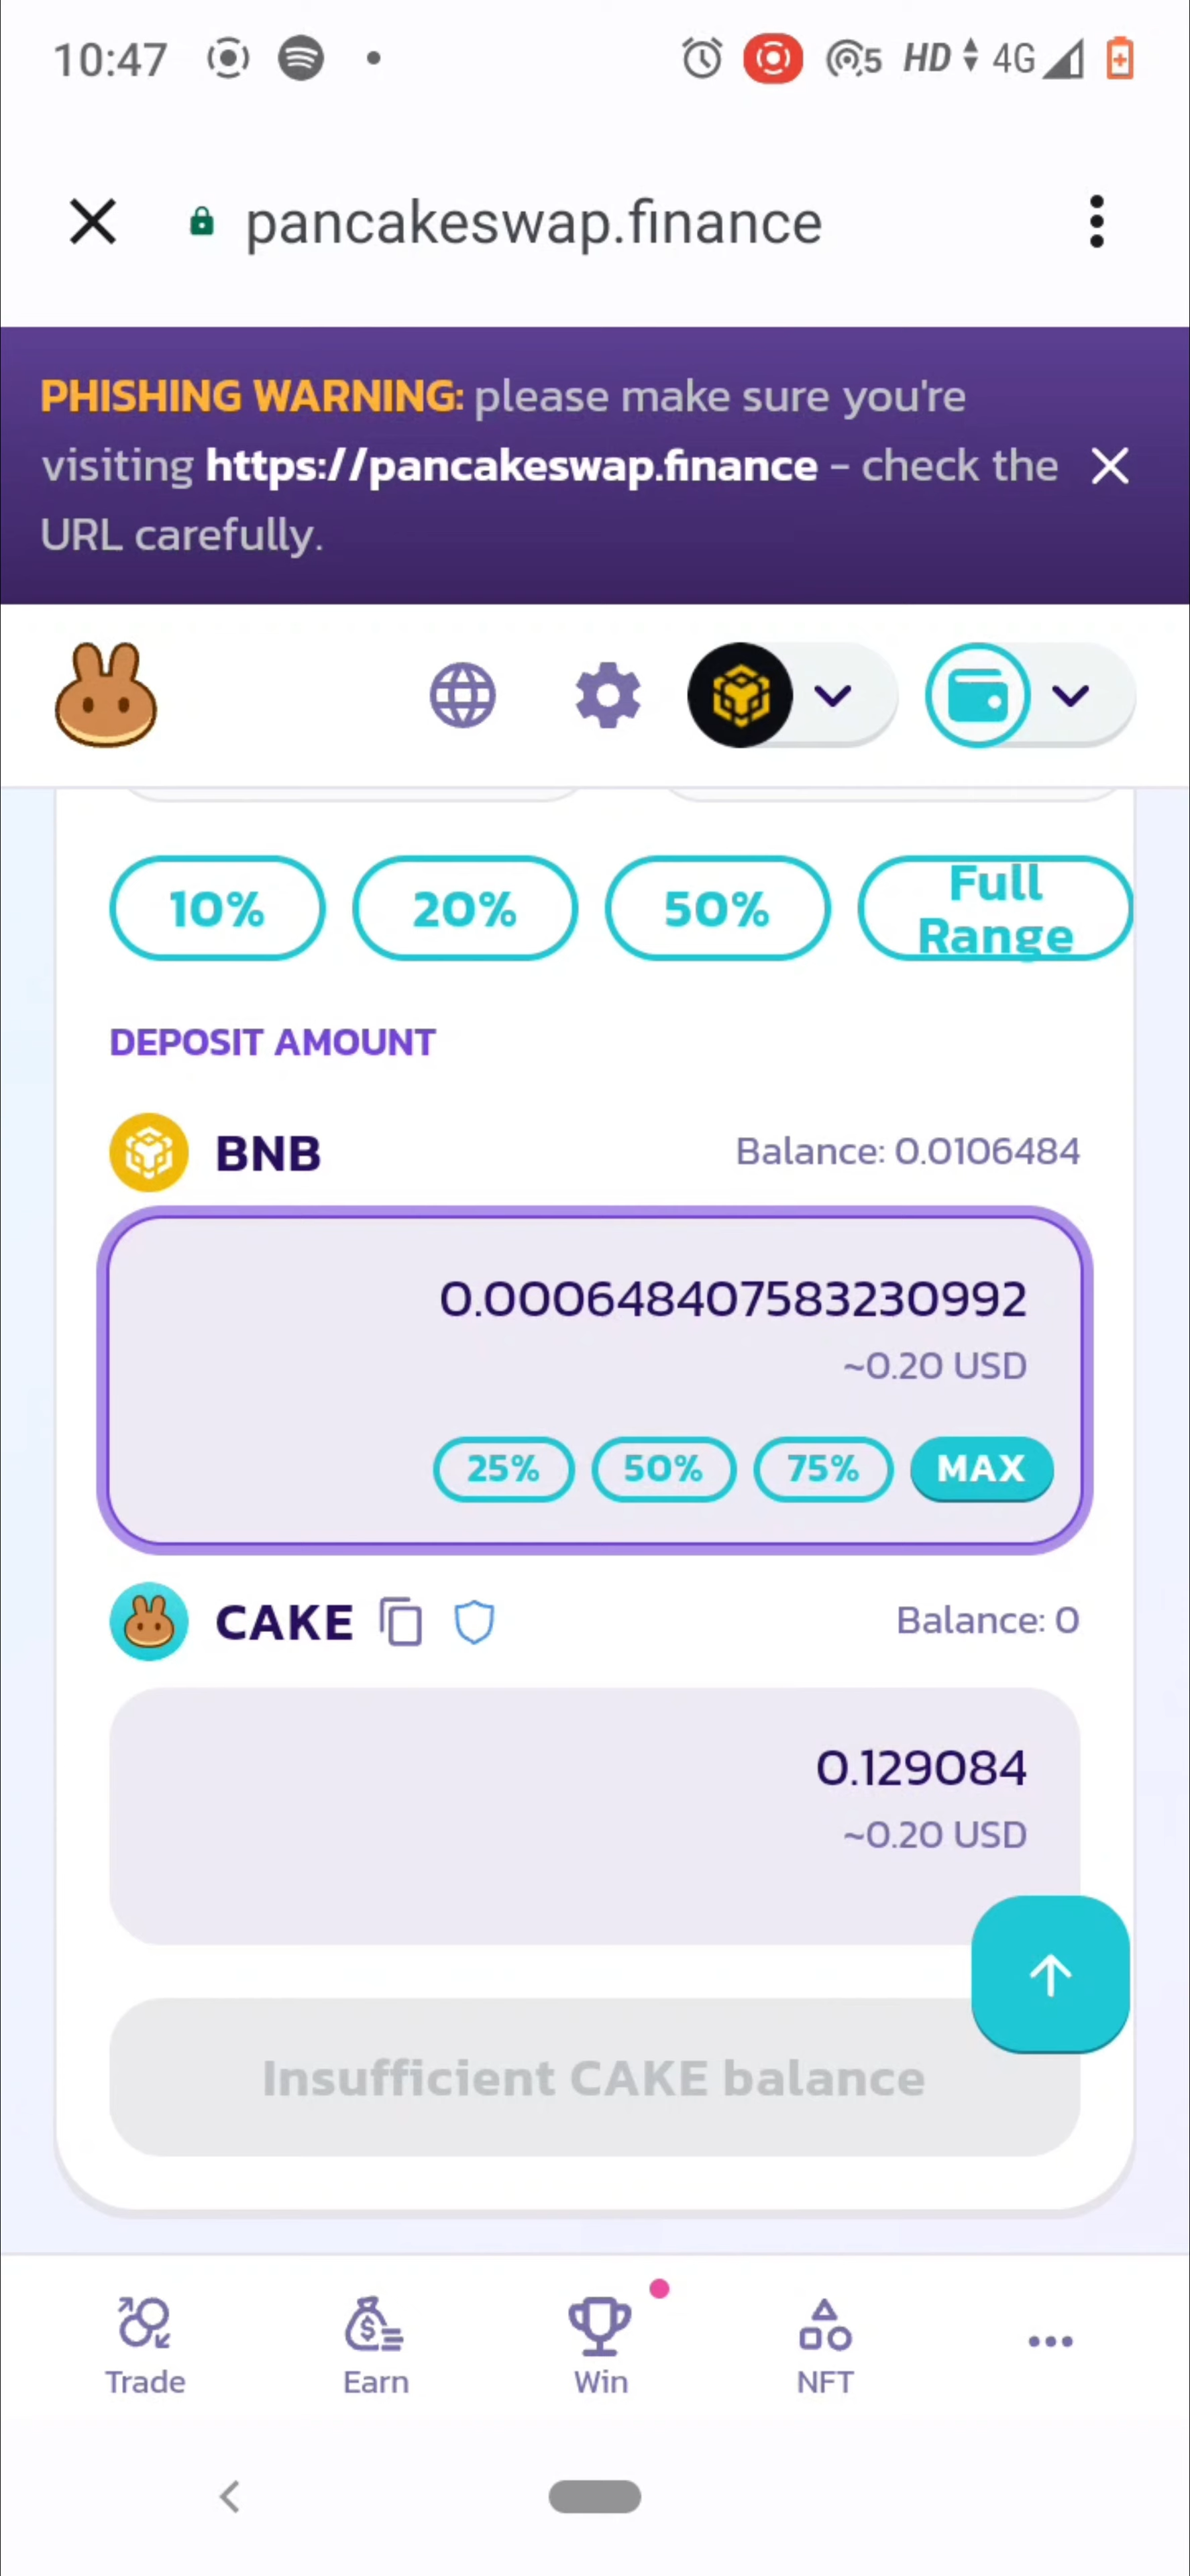 10:47
5 HD 4G
pancakeswap.finance
PHISHING WARNING: please make sure you're
visiting https://pancakeswap.finance - check the
URL carefully.
10% 20% 50% Full Range
DEPOSIT AMOUNT
BNB Balance: 0.0106484
0.000648407583230992
~0.20 USD
25% 50% 75% MAX
CAKE Balance: 0
0.129084
~0.20 USD
Insufficient CAKE balance
Trade Earn Win NFT